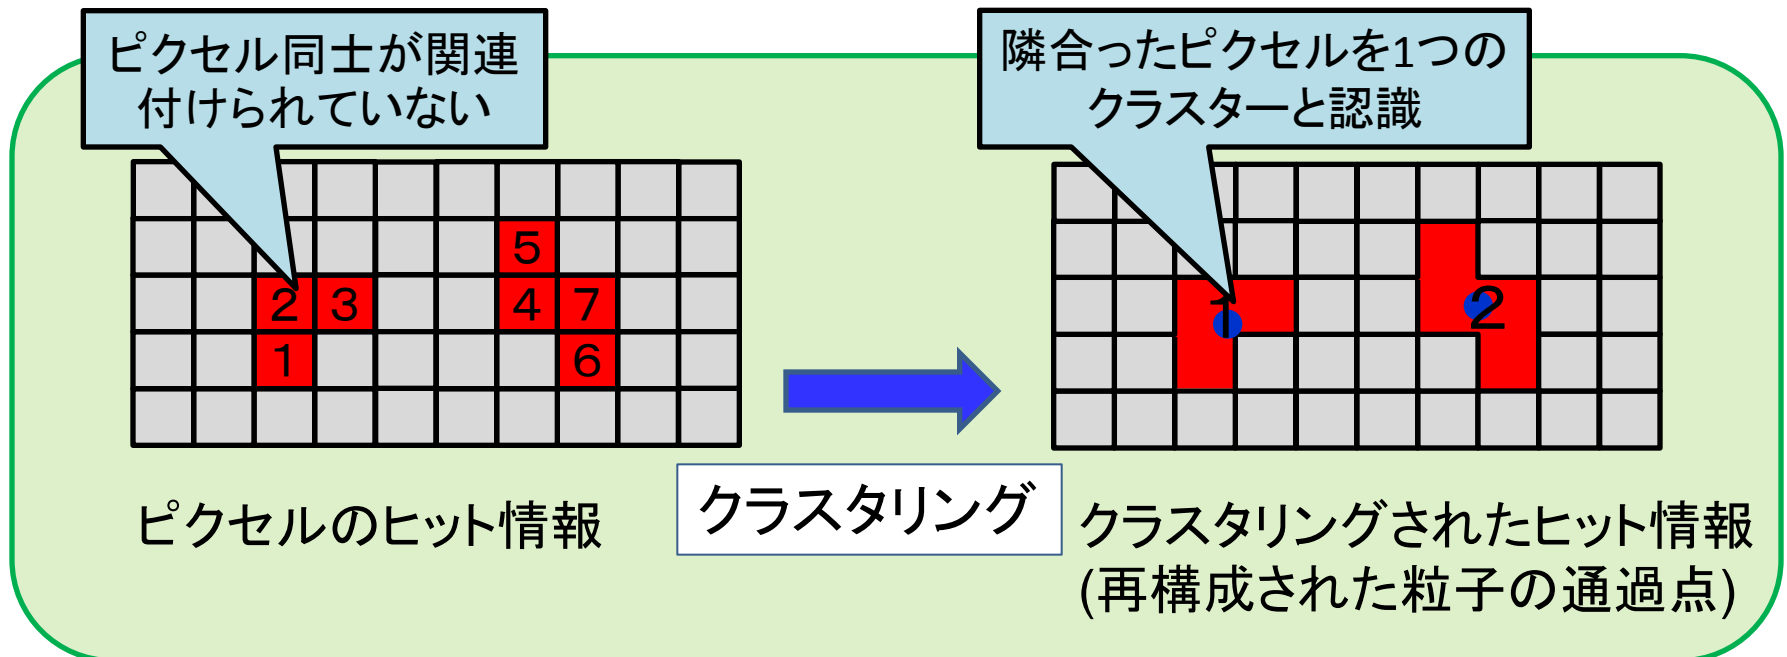 ピクセル同士が関連
付けられていない
隣合ったピクセルを1つの
クラスターと認識
5
2 3 4 7
1 6
1 2
クラスタリング
ピクセルのヒット情報
クラスタリングされたヒット情報
(再構成された粒子の通過点)